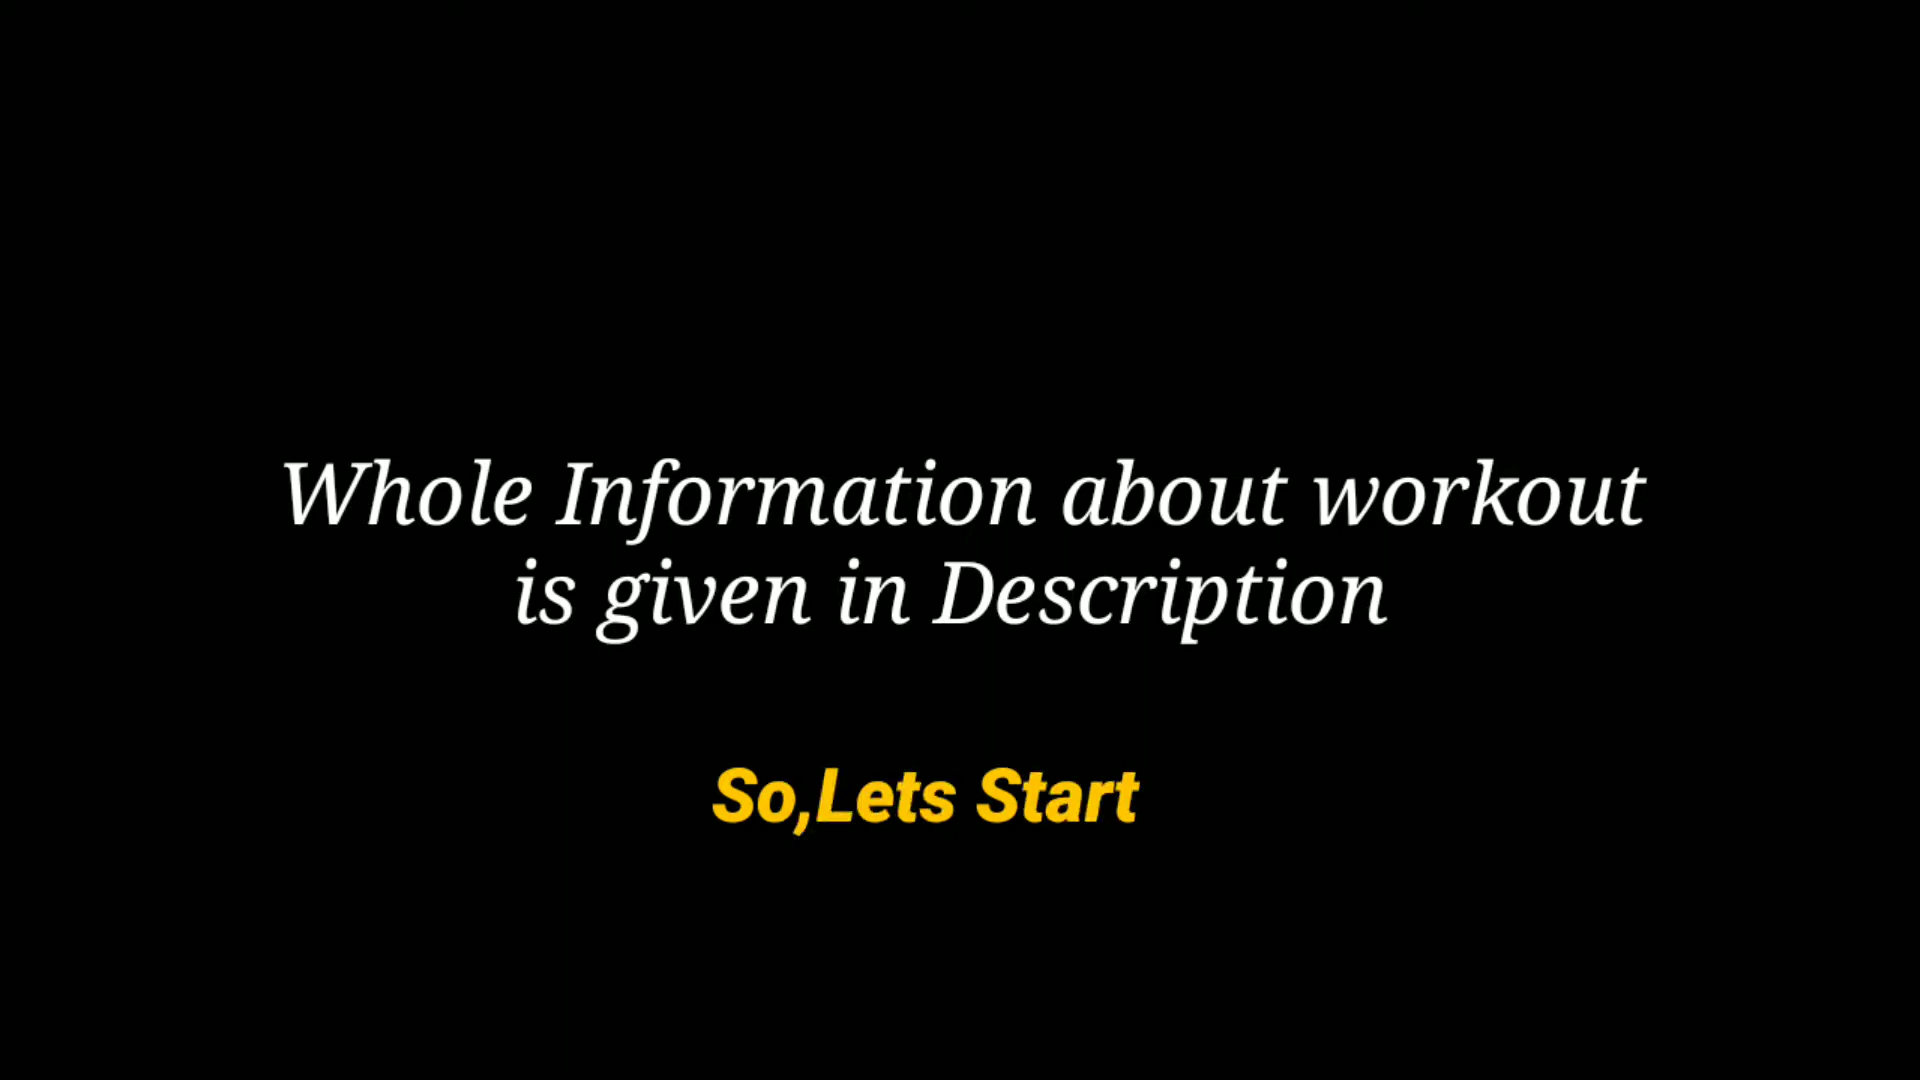 Whole Information about workout
is given in Description
So,Lets Start